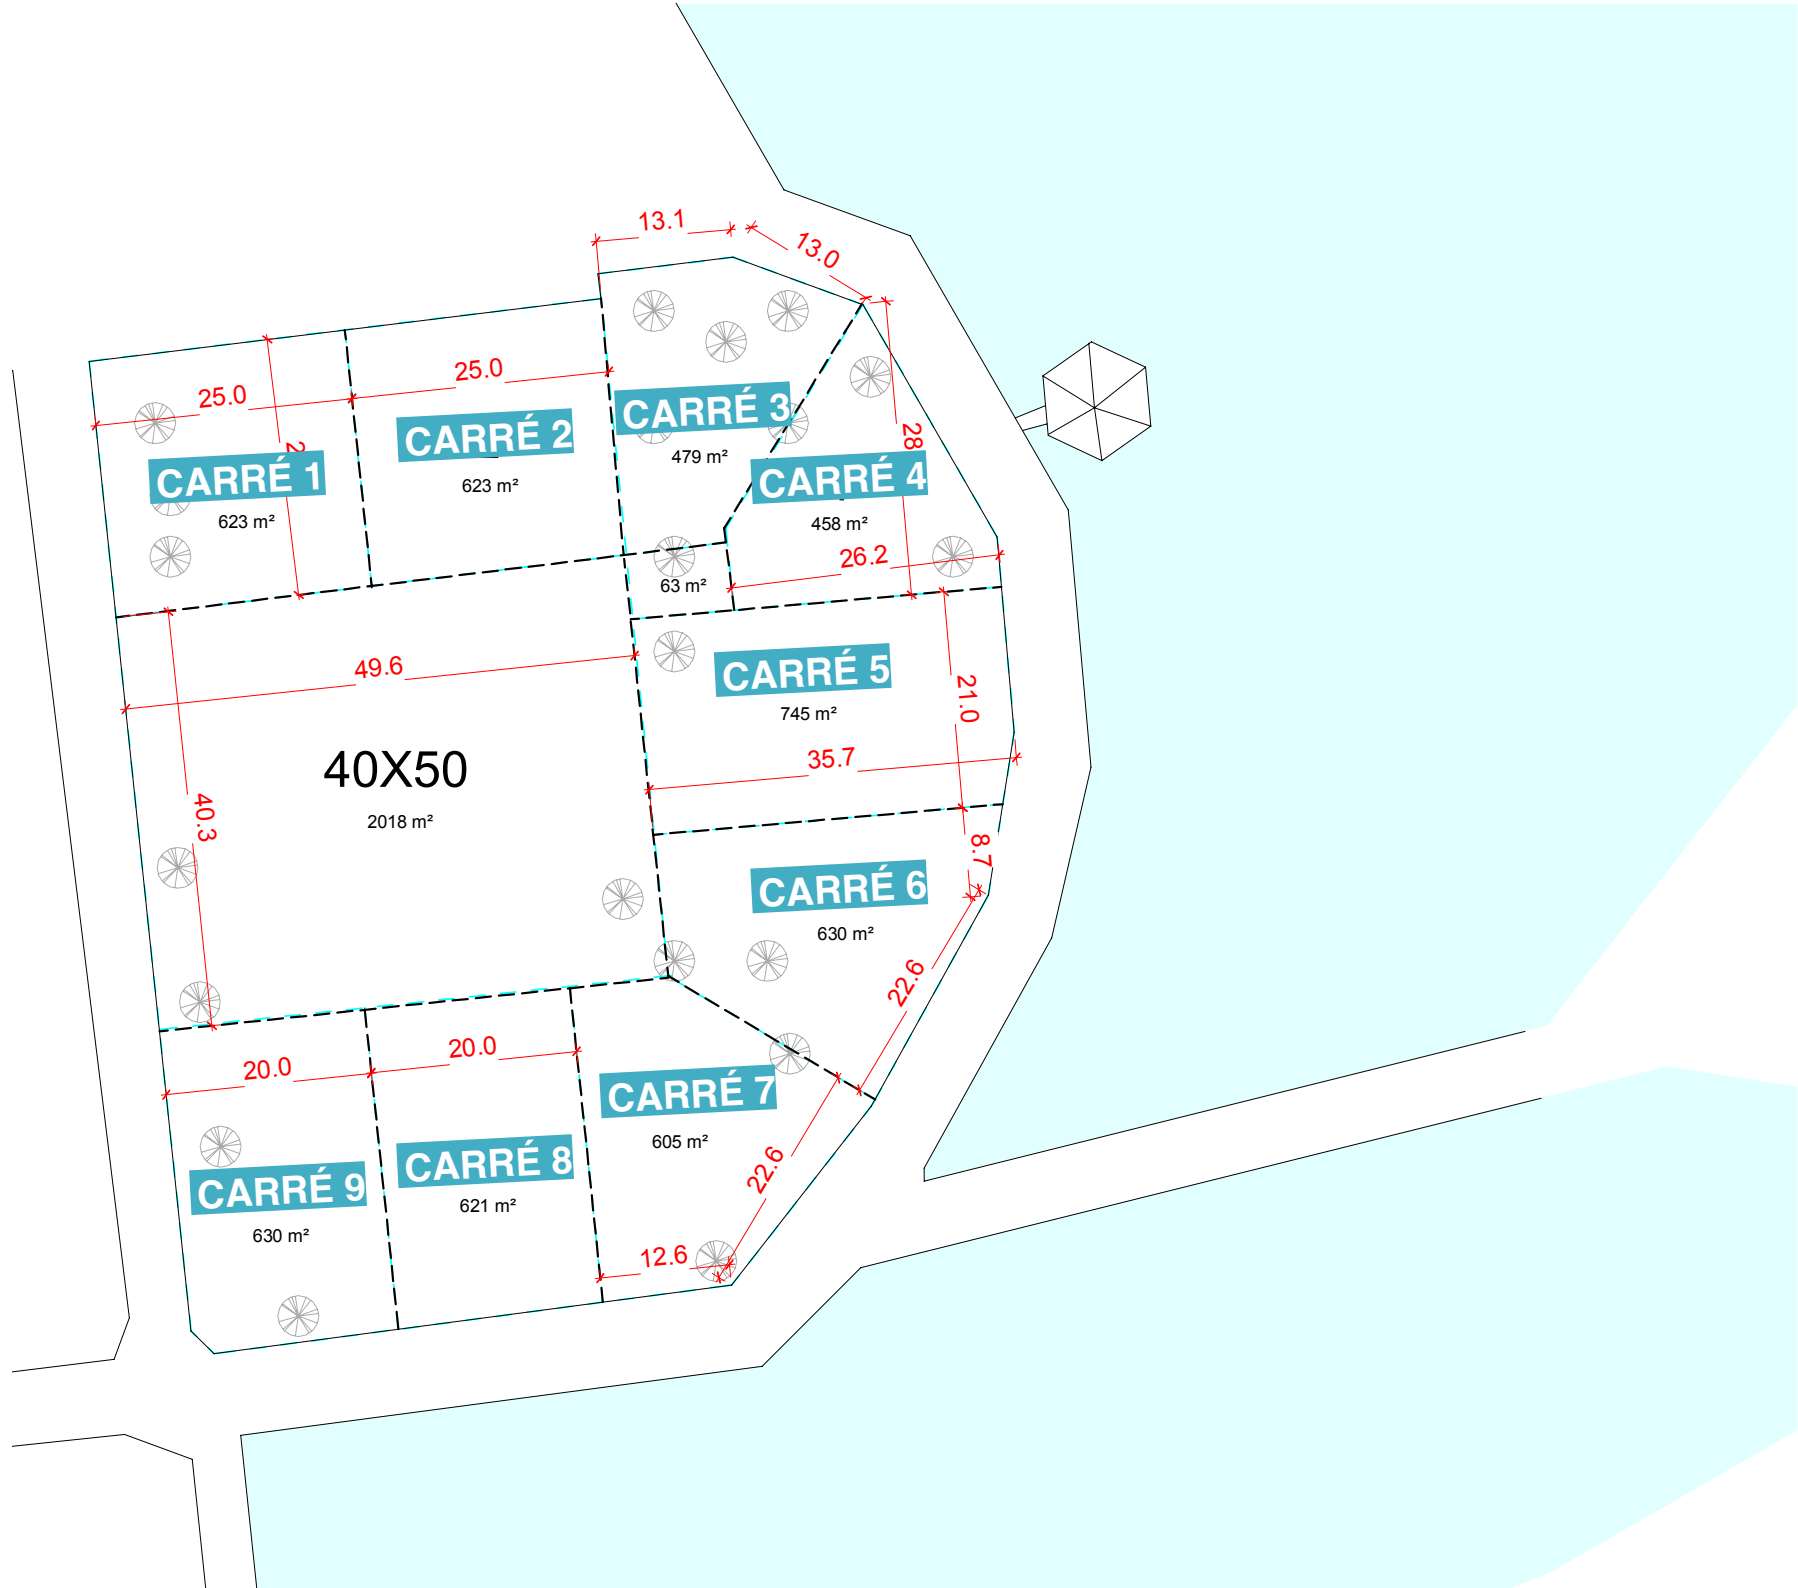 13.1
13.0
25.0
25.0
CARRÉ 1
623 m²
CARRÉ 2
623 m²
CARRÉ 3
479 m²
28
CARRÉ 4
458 m²
26.2
63 m²
49.6
CARRÉ 5
745 m²
21.0
35.7
40X50
2018 m²
40.3
8.7
CARRÉ 6
630 m²
22.6
20.0
20.0
CARRÉ 7
605 m²
22.6
CARRÉ 8
621 m²
CARRÉ 9
630 m²
12.6